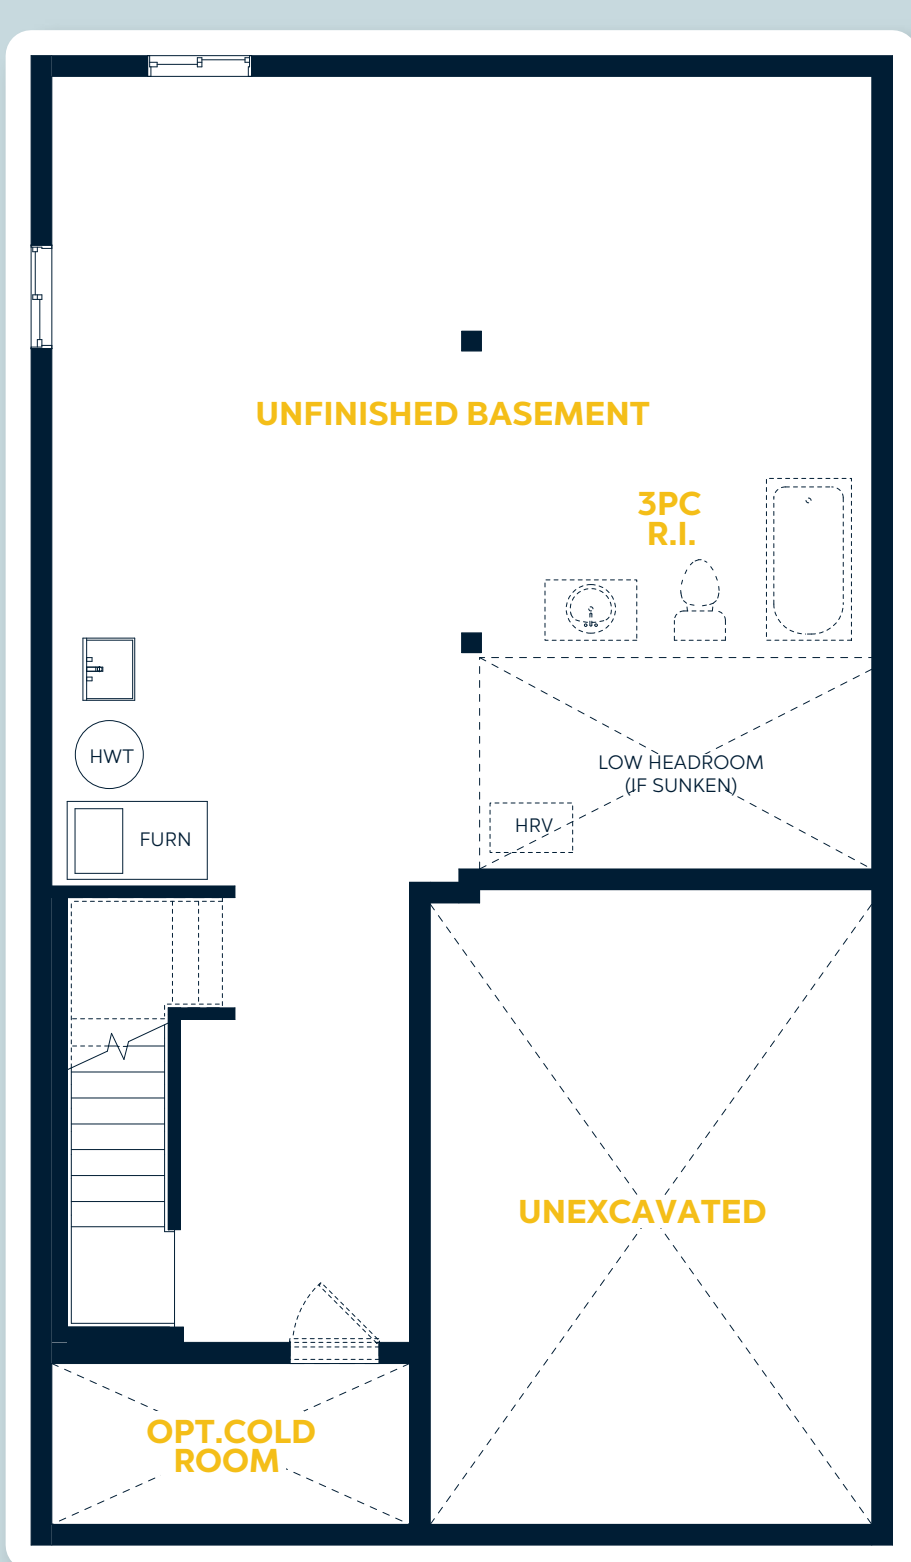 UNFINISHED BASEMENT
3PC
R.I.
HWT
LOW HEADROOM
(IF SUNKEN)
HRV
FURN
UNEXCAVATED
OPT.COLD
ROOM